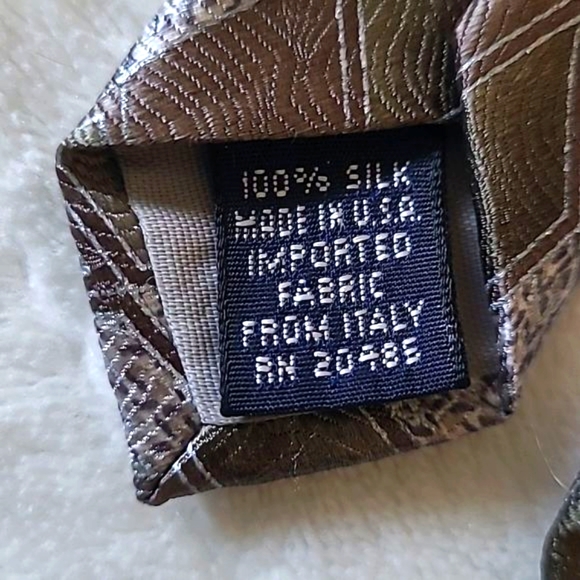 100% SILK
MADE IN U.S.A.
IMPORTED
FABRIC
FROM ITALY
RN 20485